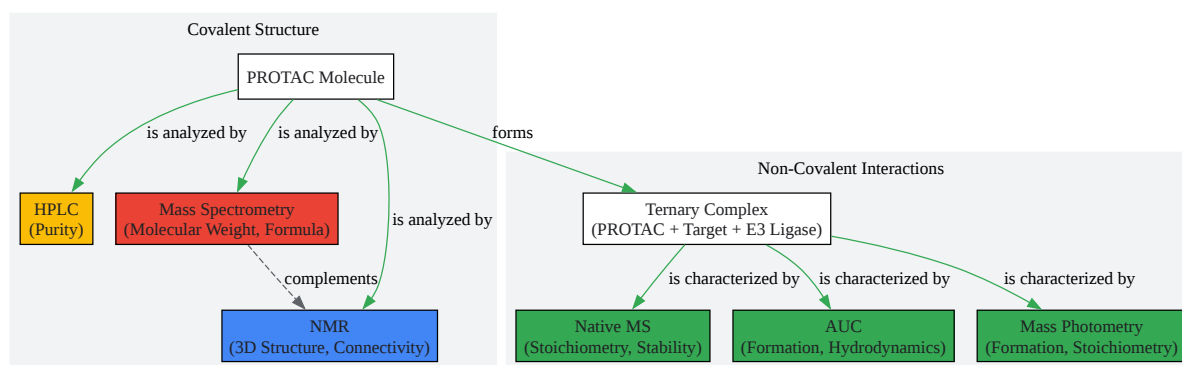 Covalent Structure
PROTAC Molecule
is analyzed by
is analyzed by
forms
is analyzed by
HPLC
(Purity)
Mass Spectrometry
(Molecular Weight, Formula)
complements
NMR
(3D Structure, Connectivity)
Non-Covalent Interactions
Ternary Complex
(PROTAC + Target + E3 Ligase)
is characterized by
is characterized by
is characterized by
Native MS
(Stoichiometry, Stability)
AUC
(Formation, Hydrodynamics)
Mass Photometry
(Formation, Stoichiometry)